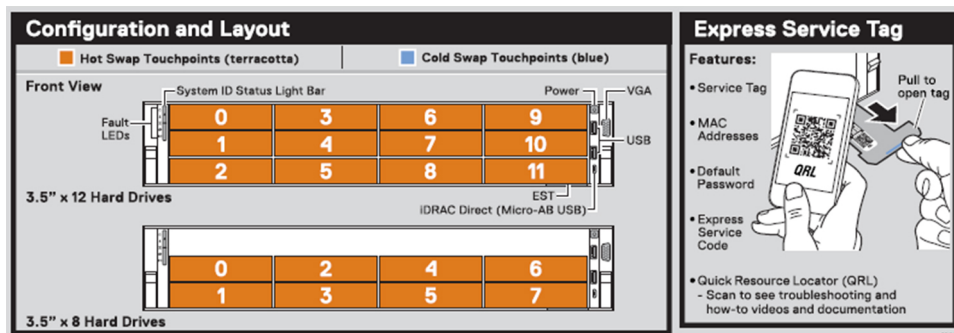 Configuration and Layout
Hot Swap Touchpoints (terracotta)
Cold Swap Touchpoints (blue)
Front View
System ID Status Light Bar
Power
VGA
Fault
LEDs
USB
0 3 6 9
1 4 7 10
2 5 8 11
EST
iDRAC Direct (Micro-AB USB)
3.5" x 12 Hard Drives
0 2 4 6
1 3 5 7
3.5" x 8 Hard Drives
Express Service Tag
Features:
• Service Tag
• MAC
Addresses
• Default
Password
• Express
Service
Code
Pull to
open tag
QRL
• Quick Resource Locator (QRL)
- Scan to see troubleshooting and
how-to videos and documentation